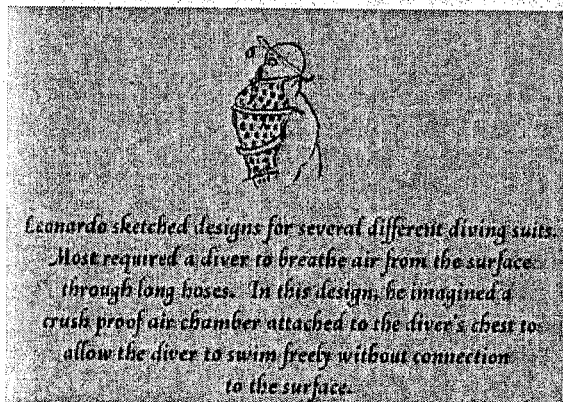 Leonardo sketched designs for several different diving suits.
Most required a diver to breathe air from the surface
through long hoses. In this design, he imagined a
crush proof air chamber attached to the diver's chest to
allow the diver to swim freely without connection
to the surface.